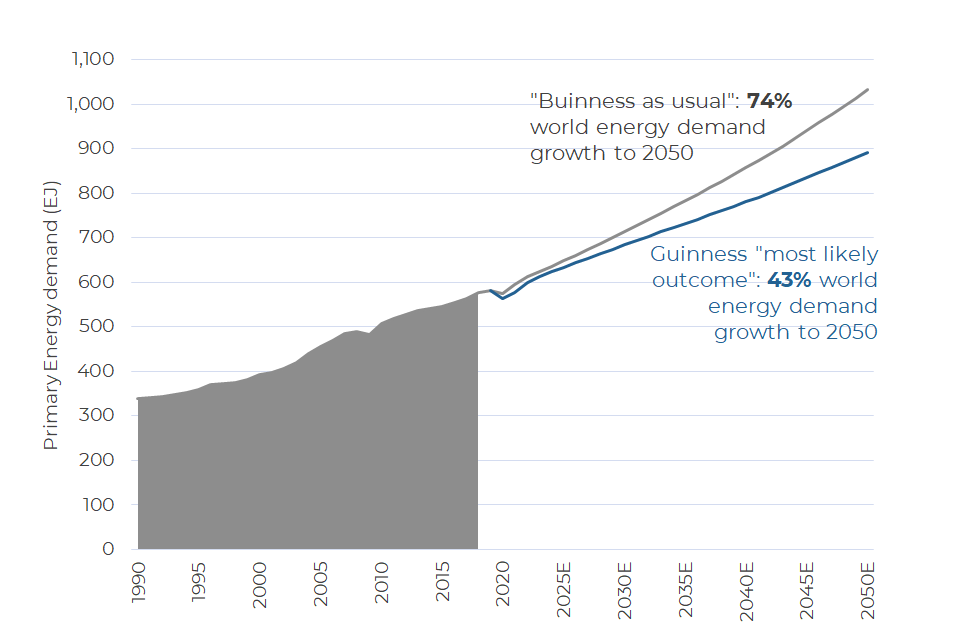 1,100
1,000
900
800
700
600
500
400
300
200
100
0
Primary Energy demand (EJ)
"Buinness as usual": 74%
world energy demand
growth to 2050
Guinness "most likely
outcome": 43% world
energy demand
growth to 2050
1990
1995
2000
2005
2010
2015
2020
2025E
2030E
2035E
2040E
2045E
2050E